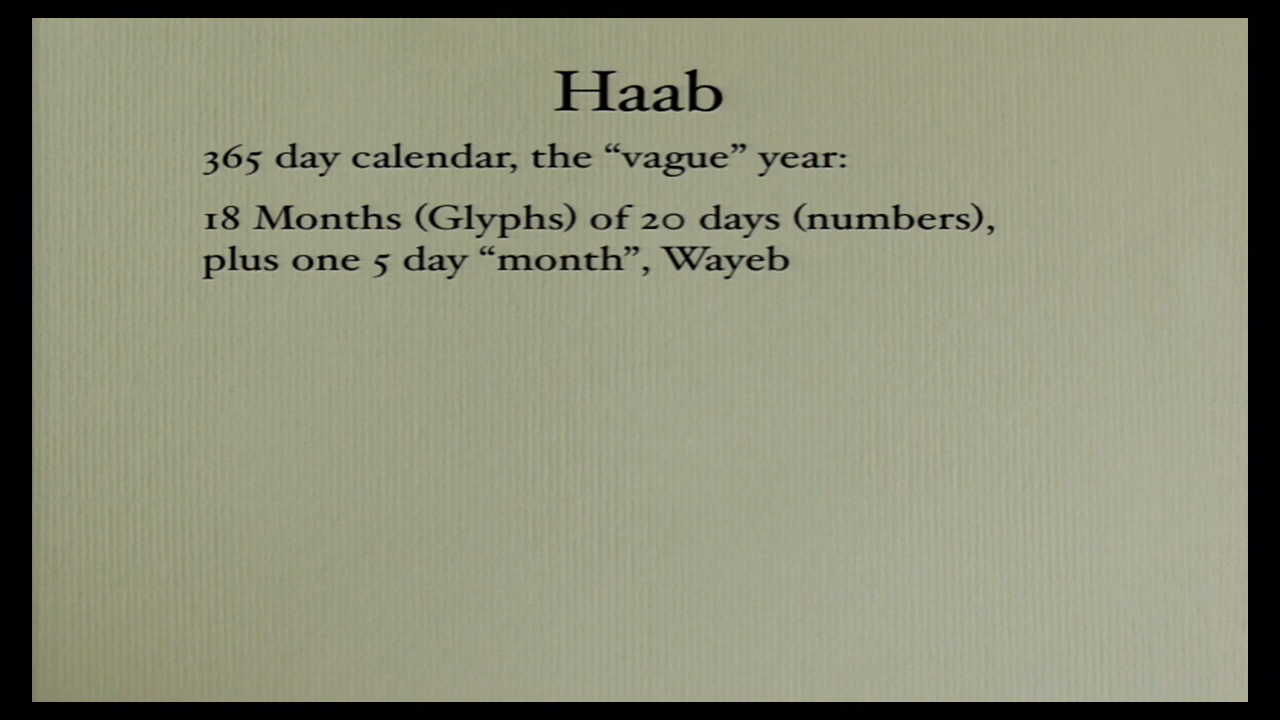 Haab
365 day calendar, the “vague” year:
18 Months (Glyphs) of 20 days (numbers),
plus one 5 day “month”, Wayeb